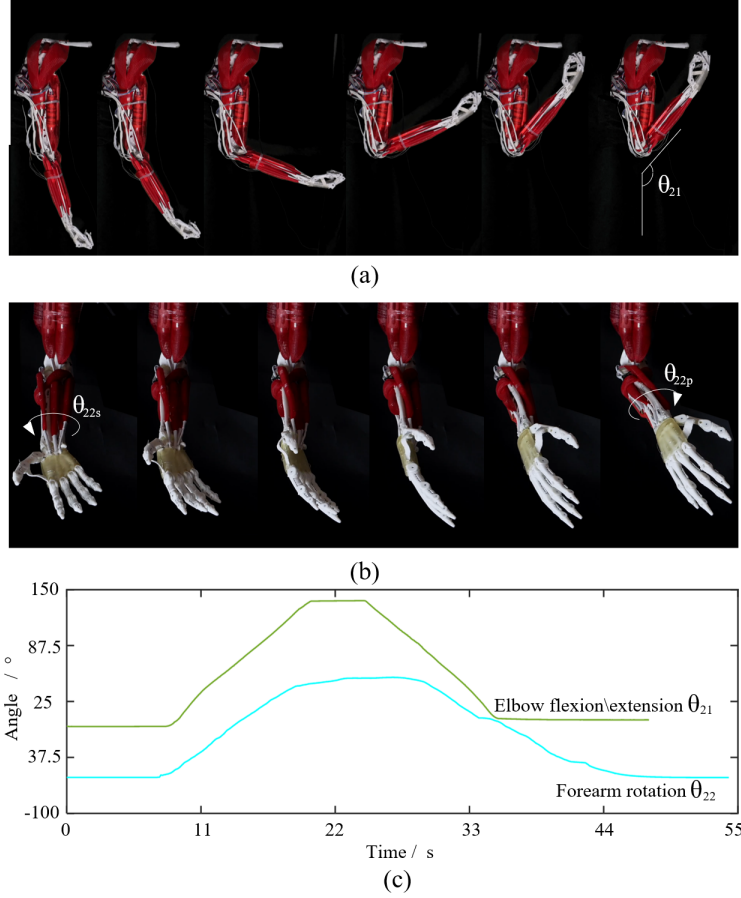 θ21
(a)
θ22s
θ22p
(b)
150
87.5
25
37.5
-100
Angle / °
Elbow flexion\extension θ21
Forearm rotation θ22
0 11 22 33 44 55
Time / s
(c)